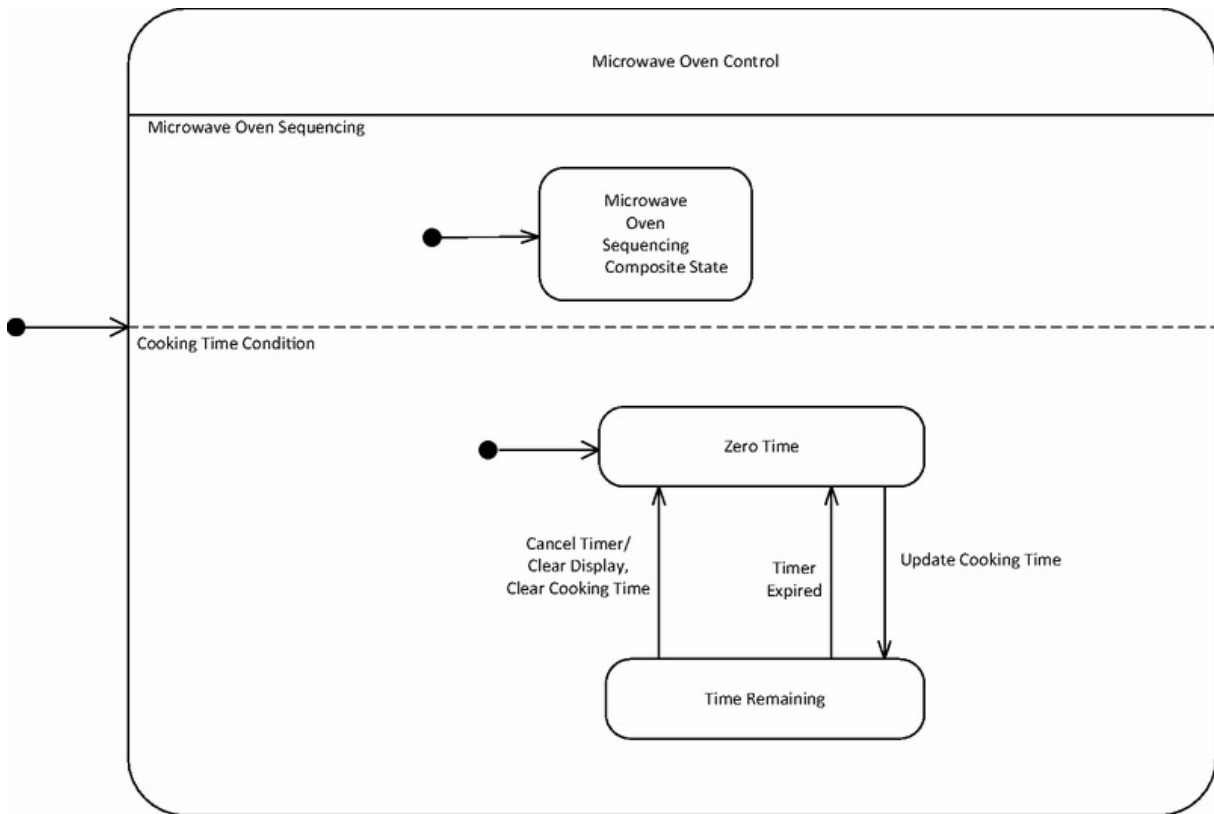 Microwave Oven Control
Microwave Oven Sequencing
Microwave
Oven
Sequencing
Composite State
Cooking Time Condition
Zero Time
Cancel Timer/
Clear Display,
Clear Cooking Time
Timer
Expired
Update Cooking Time
Time Remaining